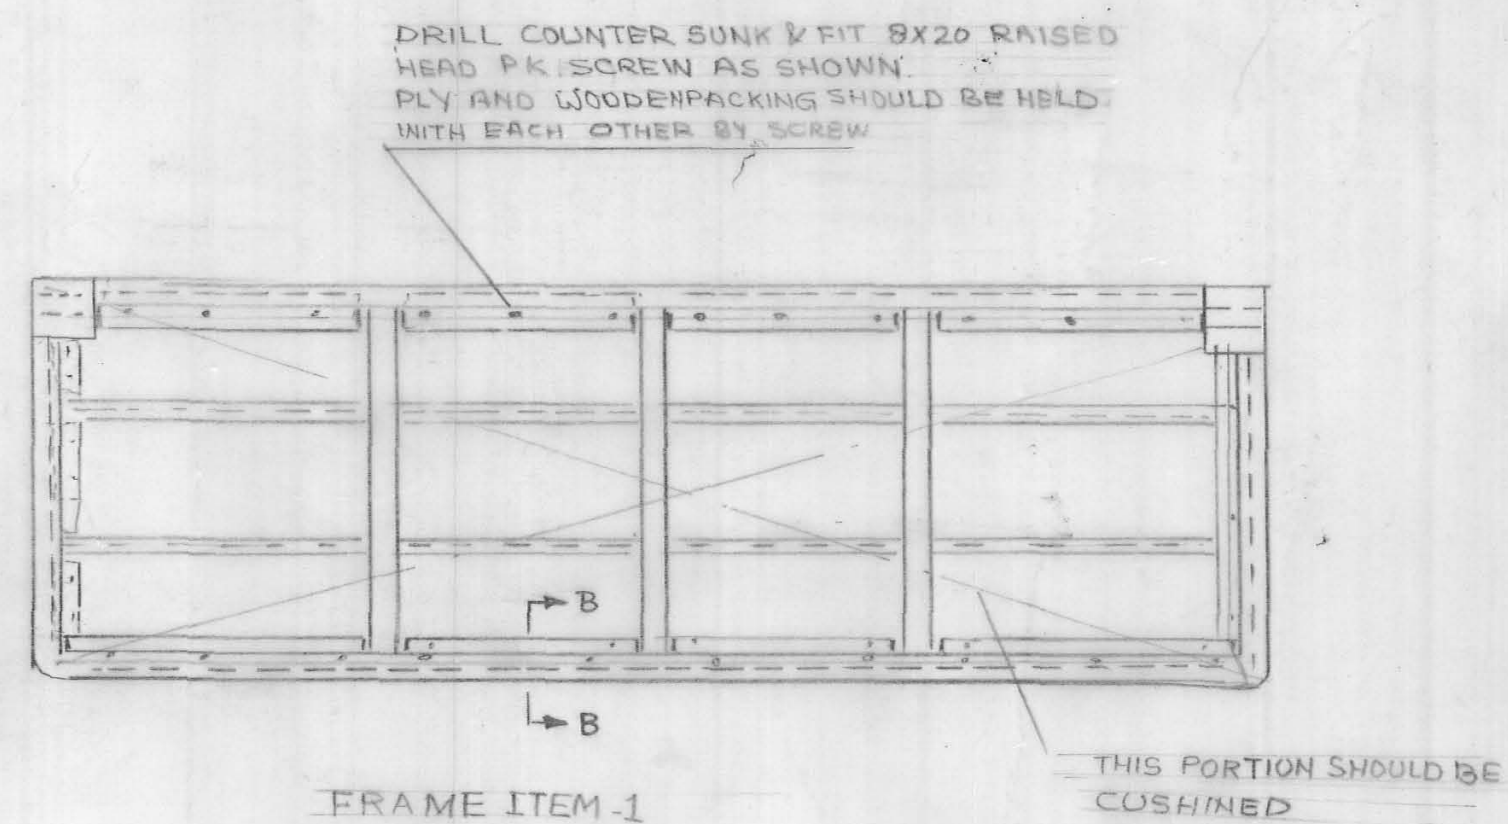 DRILL COUNTER SUNK & FIT 8X20 RAISED
HEAD PK SCREW AS SHOWN.
PLY AND WOODENPACKING SHOULD BE HELD
WITH EACH OTHER BY SCREW
B
B
THIS PORTION SHOULD BE
CUSHINED
FRAME ITEM-1